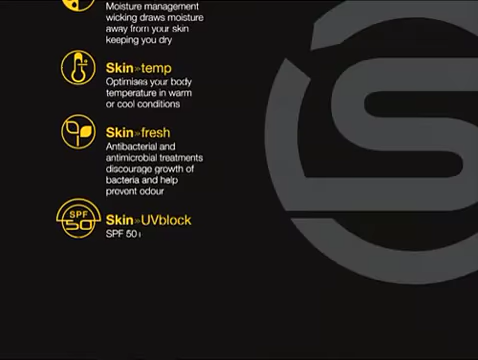 Moisture management
wicking draws moisture
away from your skin
keeping you dry
Skin»temp
Optimises your body
temperature in warm
or cool conditions
Skin»fresh
Antibacterial and
antimicrobial treatments
discourage growth of
bacteria and help
prevent odour
SPF
50
Skin»UVblock
SPF 50+